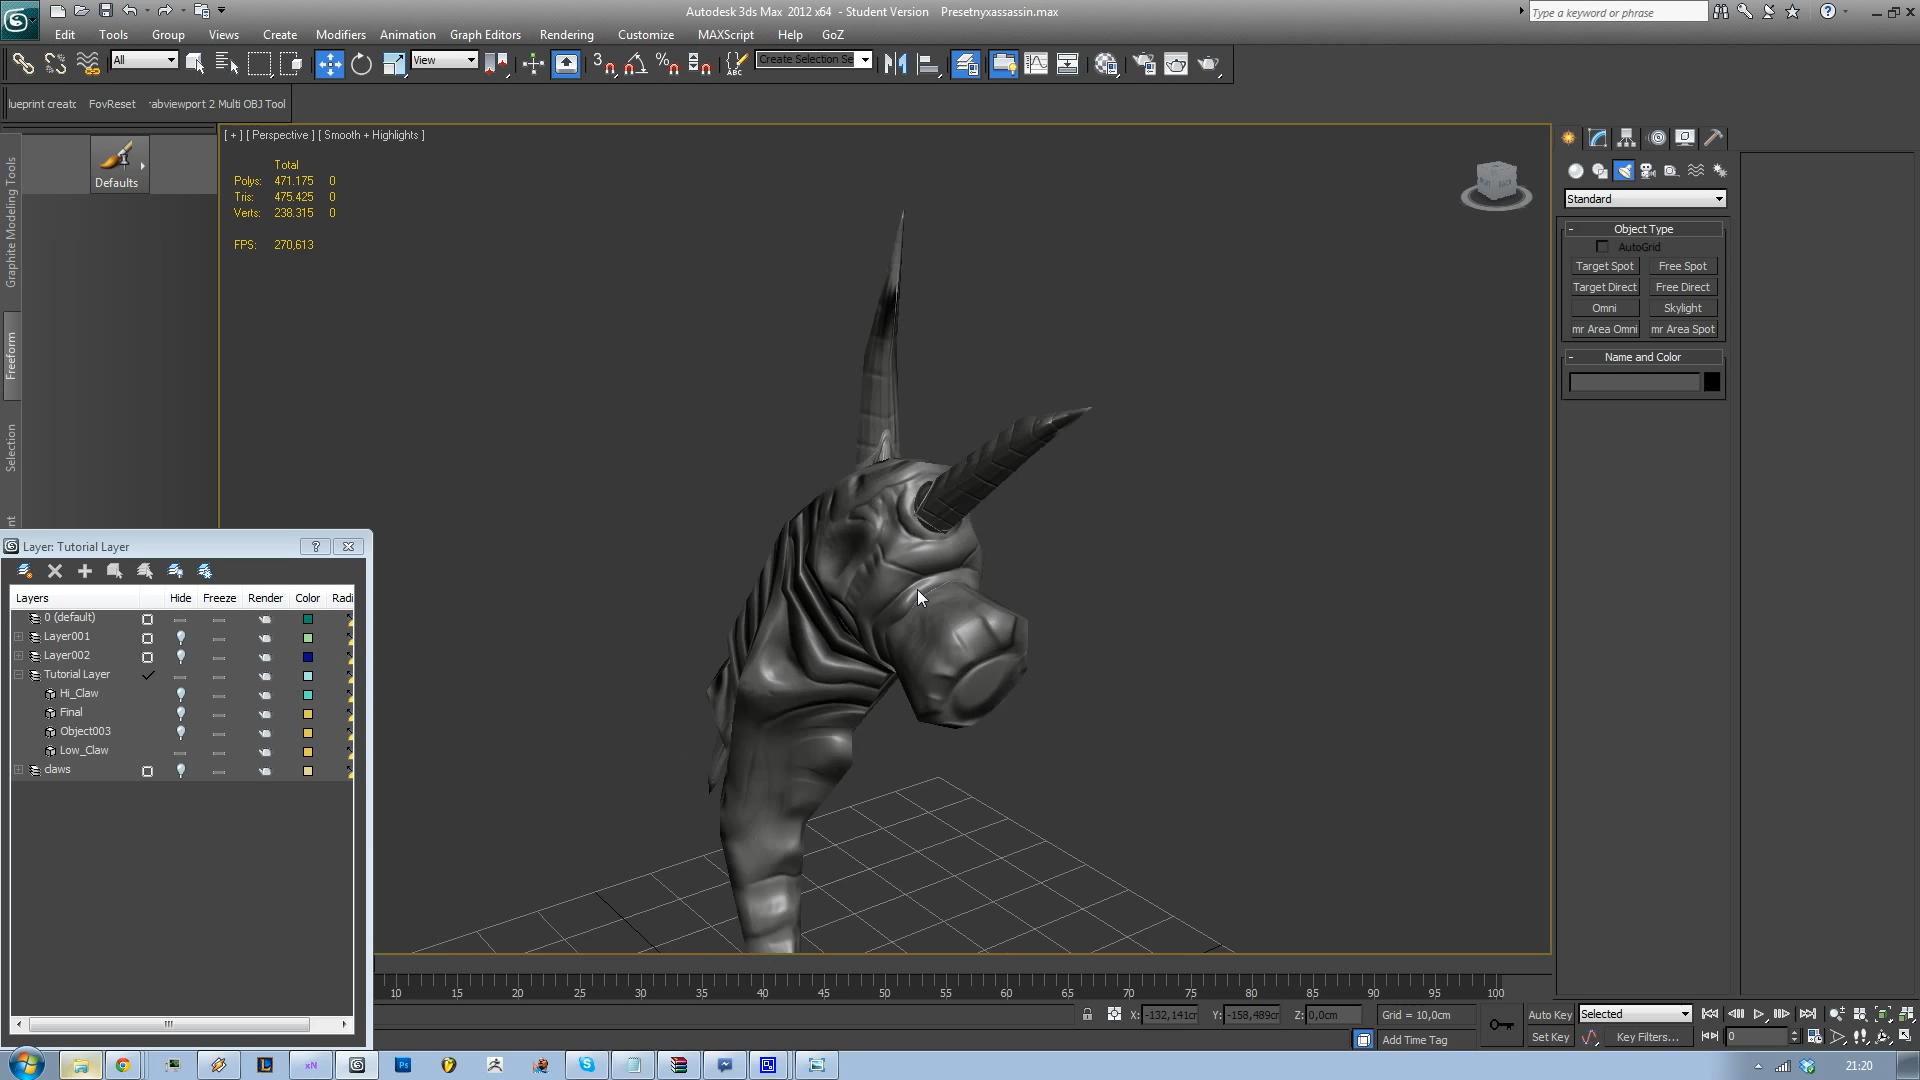 Autodesk 3ds Max 2012 x64 - Student Version Presetnyxassassin.max
Type a keyword or phrase
Edit Tools Group Views Create Modifiers Animation Graph Editors Rendering Customize MAXScript Help GoZ
All
View
3
ABC
Create Selection Se
lueprint creatc FovReset rabviewport 2 Multi OBJ Tool
Graphite Modeling Tools
Freeform
Selection
Defaults
[ + ] [ Perspective ] [ Smooth + Highlights ]
Total
Polys: 471.175 0
Tris: 475.425 0
Verts: 238.315 0
FPS: 270,613
Standard
Object Type
AutoGrid
Target Spot Free Spot
Target Direct Free Direct
Omni Skylight
mr Area Omni mr Area Spot
Name and Color
Layer: Tutorial Layer
Layers Hide Freeze Render Color Radi
0 (default)
Layer001
Layer002
Tutorial Layer
Hi_Claw
Final
Object003
Low_Claw
claws
10 15 20 25 30 35 40 45 50 55 60 65 70 75 80 85 90 95 100
X: -132,141cr Y: -158,489cr Z: 0,0cm Grid = 10,0cm
Add Time Tag
Auto Key Selected
Set Key Key Filters... 0
xN
Ps
21:20